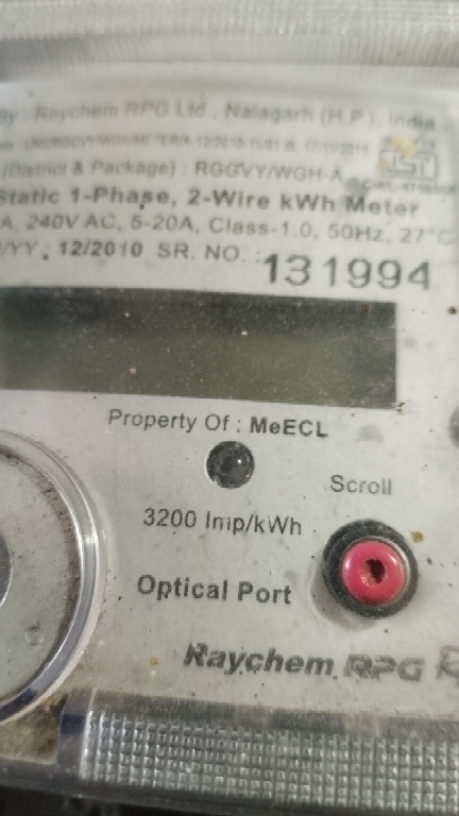 By : Raychem RPG Ltd., Nalagarh (H.P.), India
(District & Package) : RGGVY/WGH-A
Static 1-Phase, 2-Wire kWh Meter
A, 240V AC, 5-20A, Class-1.0, 50Hz, 27°C
/YY : 12/2010 SR. NO. : 131994
Property Of : MeECL
Scroll
3200 Imp/kWh
Optical Port
Raychem RPG